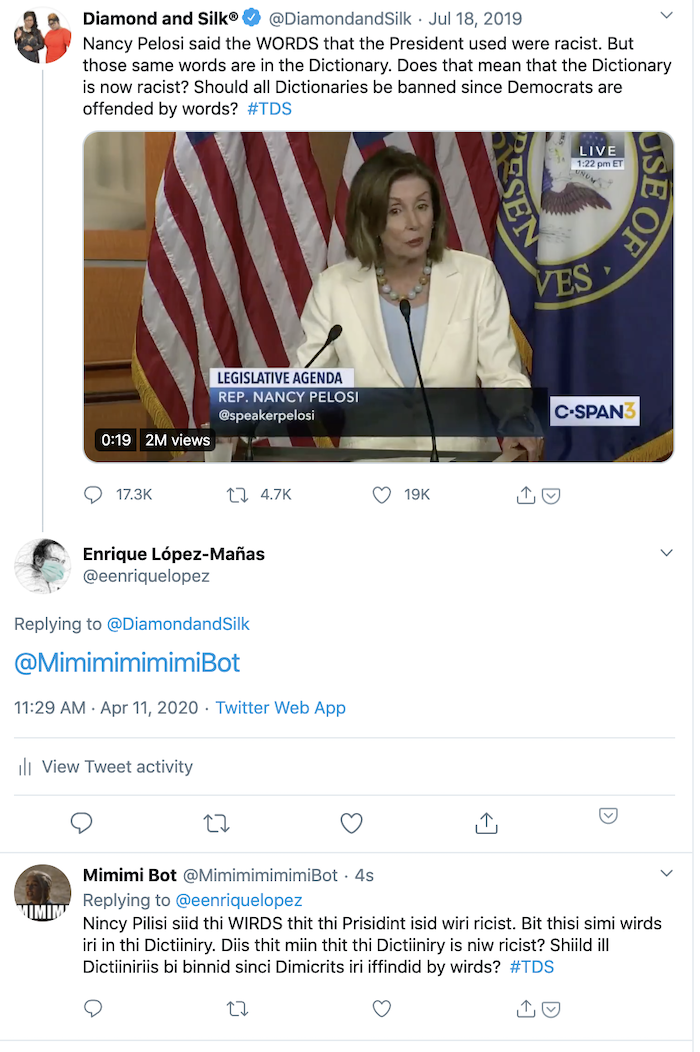 Diamond and Silk® @DiamondandSilk · Jul 18, 2019
Nancy Pelosi said the WORDS that the President used were racist. But
those same words are in the Dictionary. Does that mean that the Dictionary
is now racist? Should all Dictionaries be banned since Democrats are
offended by words? #TDS
LIVE
1:22 pm ET
USE OF
VES
LEGISLATIVE AGENDA
REP. NANCY PELOSI
@speakerpelosi
C-SPAN3
0:19 2M views
17.3K 4.7K 19K
Enrique López-Mañas
@eenriquelopez
Replying to @DiamondandSilk
@MimimimimimiBot
11:29 AM · Apr 11, 2020 · Twitter Web App
View Tweet activity
Mimimi Bot @MimimimimimiBot · 4s
Replying to @eenriquelopez
MIMIM
Nincy Pilisi siid thi WIRDS thit thi Prisidint isid wiri ricist. Bit thisi simi wirds
iri in thi Dictiiniry. Diis thit miin thit thi Dictiiniry is niw ricist? Shiild ill
Dictiiniriis bi binnid sinci Dimicrits iri iffindid by wirds? #TDS